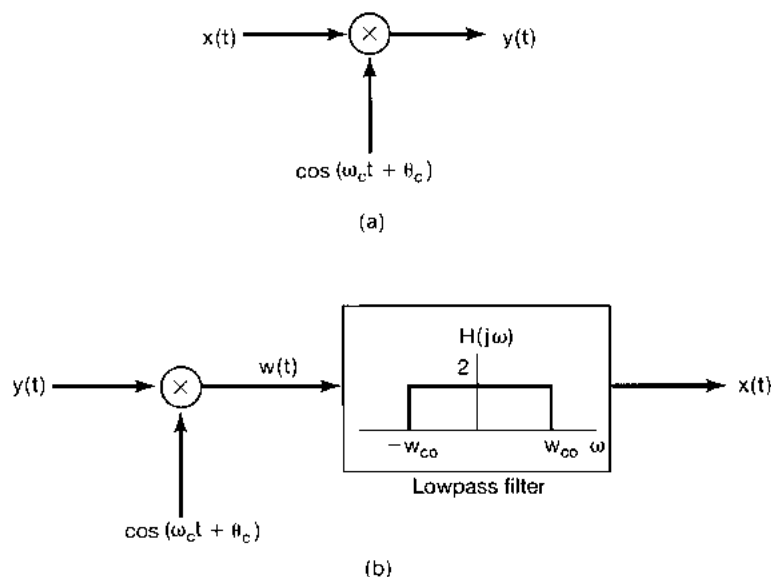 x(t) × y(t)
cos (ω_c t + θ_c)
(a)
H(jω)
2
y(t) × w(t) x(t)
−w_co w_co ω
Lowpass filter
cos (ω_c t + θ_c)
(b)